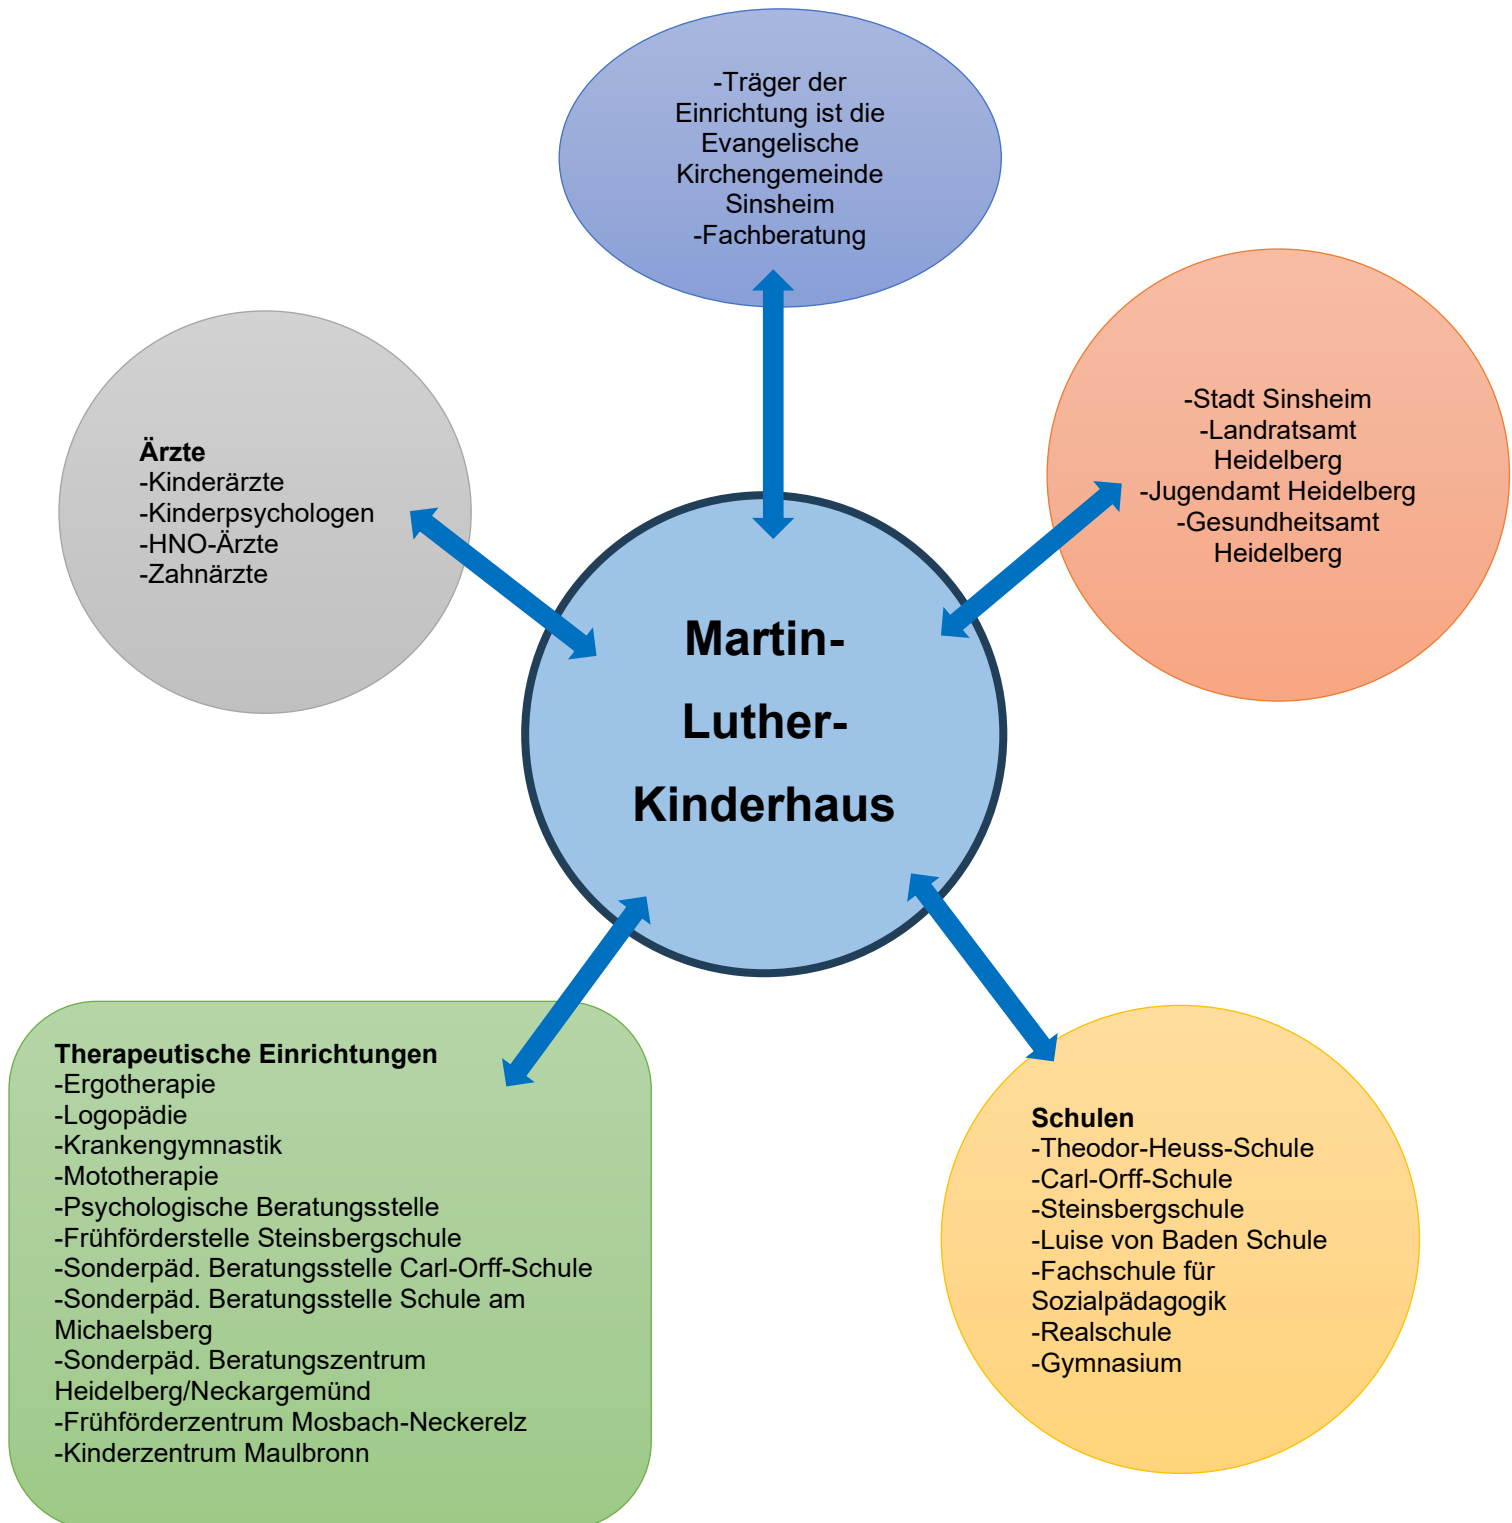 -Träger der
Einrichtung ist die
Evangelische
Kirchengemeinde
Sinsheim
-Fachberatung
-Stadt Sinsheim
-Landratsamt
Heidelberg
-Jugendamt Heidelberg
-Gesundheitsamt
Heidelberg
Ärzte
-Kinderärzte
-Kinderpsychologen
-HNO-Ärzte
-Zahnärzte
Martin-
Luther-
Kinderhaus
Therapeutische Einrichtungen
-Ergotherapie
-Logopädie
-Krankengymnastik
-Mototherapie
-Psychologische Beratungsstelle
-Frühförderstelle Steinsbergschule
-Sonderpäd. Beratungsstelle Carl-Orff-Schule
-Sonderpäd. Beratungsstelle Schule am
Michaelsberg
-Sonderpäd. Beratungszentrum
Heidelberg/Neckargemünd
-Frühförderzentrum Mosbach-Neckerelz
-Kinderzentrum Maulbronn
Schulen
-Theodor-Heuss-Schule
-Carl-Orff-Schule
-Steinsbergschule
-Luise von Baden Schule
-Fachschule für
Sozialpädagogik
-Realschule
-Gymnasium